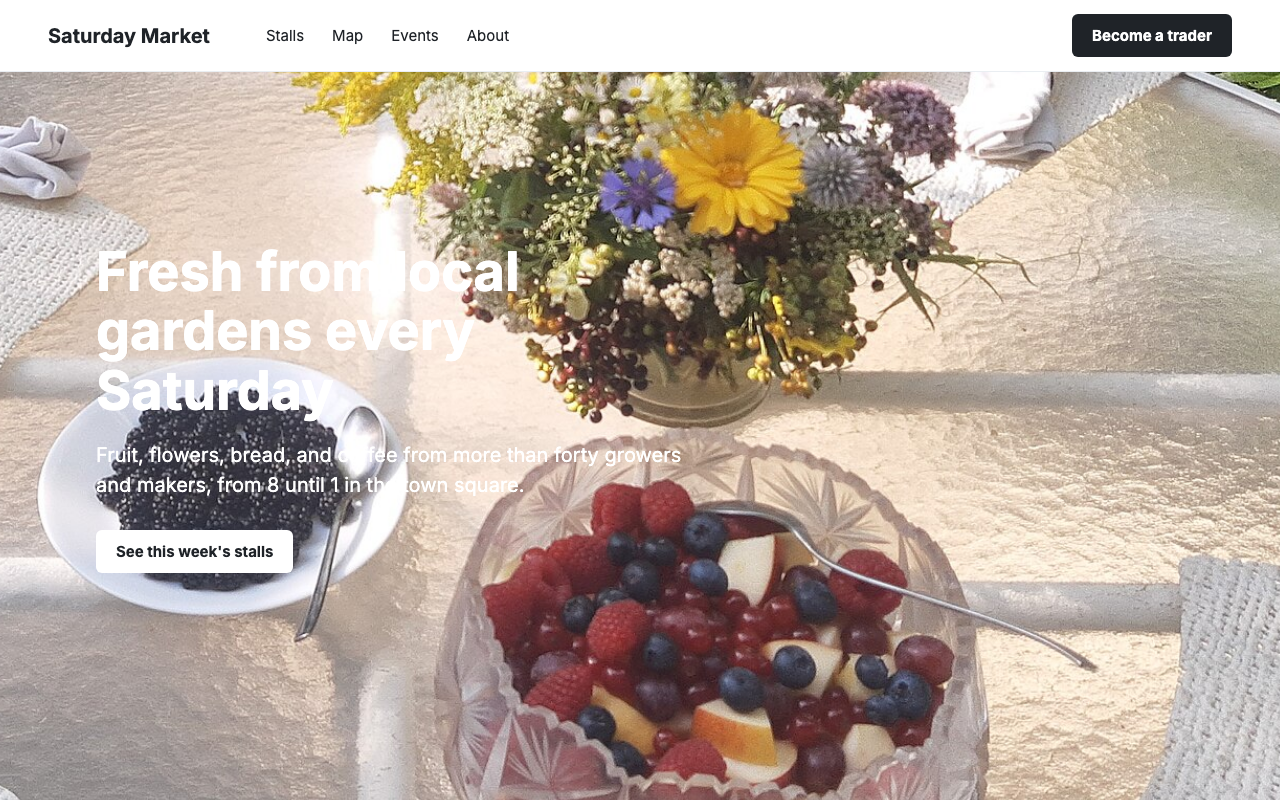 Saturday Market
Stalls
Map
Events
About
Become a trader
Fresh from local
gardens every
Saturday
Fruit, flowers, bread, and coffee from more than forty growers
and makers, from 8 until 1 in the town square.
See this week's stalls